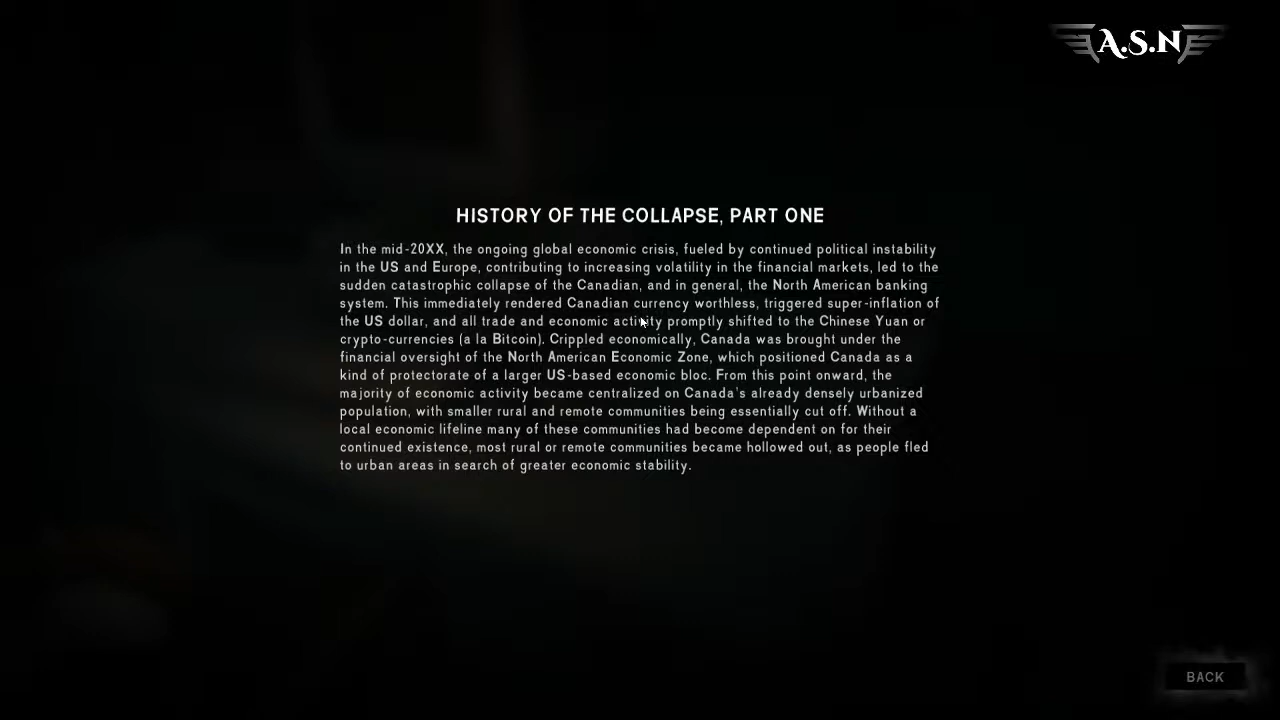 A.S.N
HISTORY OF THE COLLAPSE, PART ONE
In the mid-20XX, the ongoing global economic crisis, fueled by continued political instability
in the US and Europe, contributing to increasing volatility in the financial markets, led to the
sudden catastrophic collapse of the Canadian, and in general, the North American banking
system. This immediately rendered Canadian currency worthless, triggered super-inflation of
the US dollar, and all trade and economic activity promptly shifted to the Chinese Yuan or
crypto-currencies (a la Bitcoin). Crippled economically, Canada was brought under the
financial oversight of the North American Economic Zone, which positioned Canada as a
kind of protectorate of a larger US-based economic bloc. From this point onward, the
majority of economic activity became centralized on Canada's already densely urbanized
population, with smaller rural and remote communities being essentially cut off. Without a
local economic lifeline many of these communities had become dependent on for their
continued existence, most rural or remote communities became hollowed out, as people fled
to urban areas in search of greater economic stability.
BACK